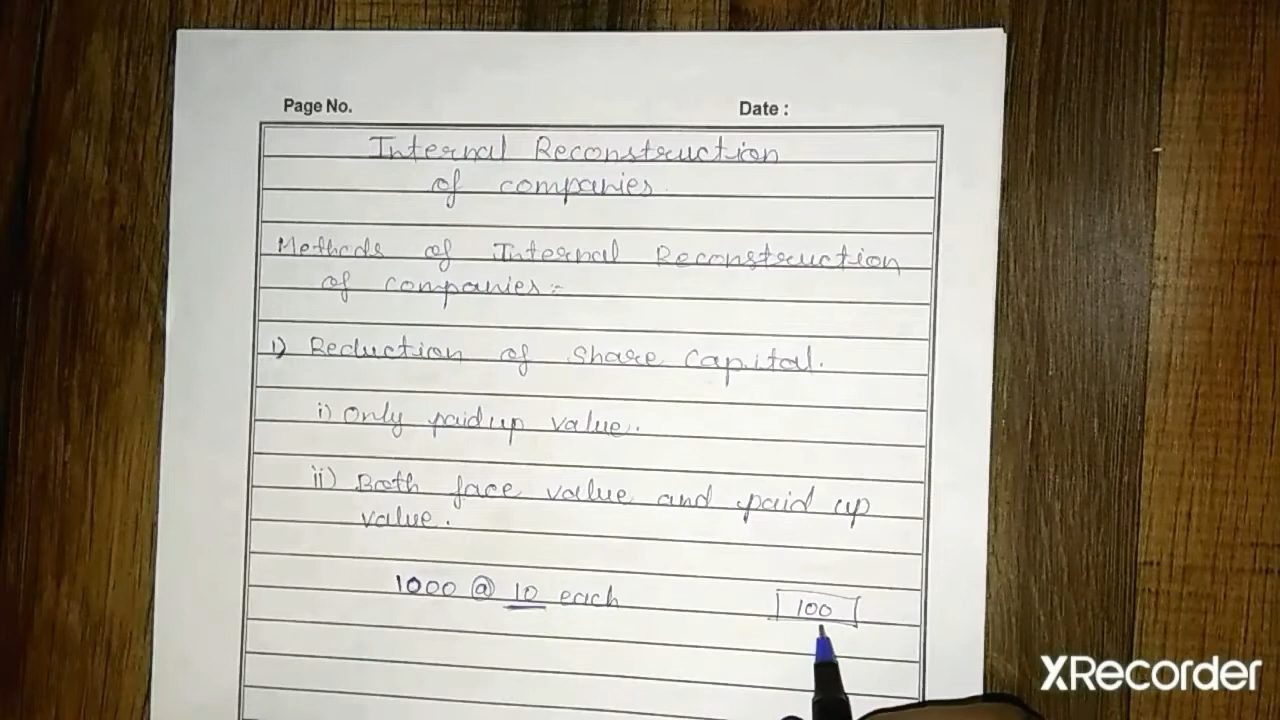 Page No. Date :
Internal Reconstruction
of companies
Methods of Internal Reconstruction
of companies :-
1) Reduction of share capital.
i) Only paid up value.
ii) Both face value and paid up
value.
1000 @ 10 each 100
XRecorder